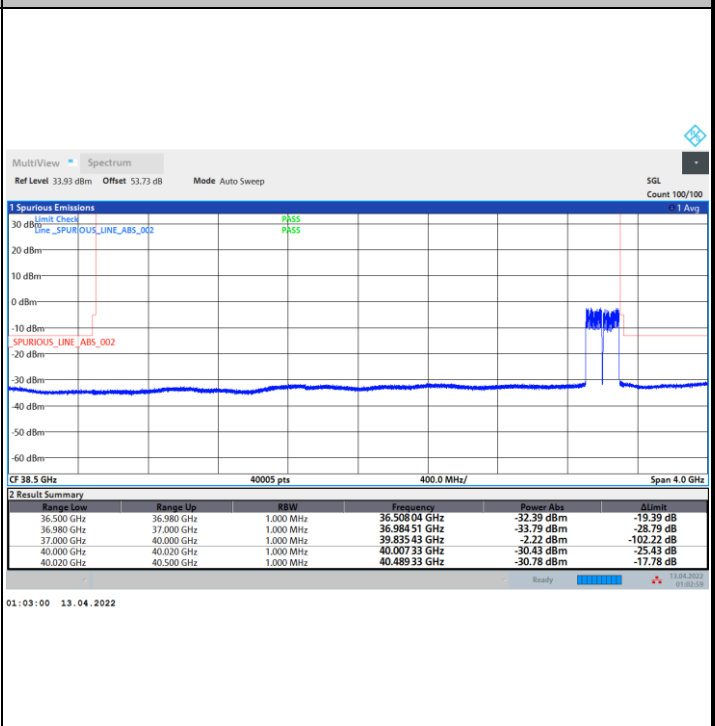 MultiView Spectrum
Ref Level 33.93 dBm Offset 53.73 dB Mode Auto Sweep SGL
Count 100/100
1 Spurious Emissions 1 Avg
Limit Check PASS
30 dBm
Line _SPURIOUS_LINE_ABS_002 PASS
20 dBm
10 dBm
0 dBm
-10 dBm
SPURIOUS_LINE_ABS_002
-20 dBm
-30 dBm
-40 dBm
-50 dBm
-60 dBm
CF 38.5 GHz 40005 pts 400.0 MHz/ Span 4.0 GHz
2 Result Summary
Range Low Range Up RBW Frequency Power Abs ΔLimit
36.500 GHz 36.980 GHz 1.000 MHz 36.508 04 GHz -32.39 dBm -19.39 dB
36.980 GHz 37.000 GHz 1.000 MHz 36.984 51 GHz -33.79 dBm -28.79 dB
37.000 GHz 40.000 GHz 1.000 MHz 39.835 43 GHz -2.22 dBm -102.22 dB
40.000 GHz 40.020 GHz 1.000 MHz 40.007 33 GHz -30.43 dBm -25.43 dB
40.020 GHz 40.500 GHz 1.000 MHz 40.489 33 GHz -30.78 dBm -17.78 dB
Ready 13.04.2022
01:02:59
01:03:00 13.04.2022